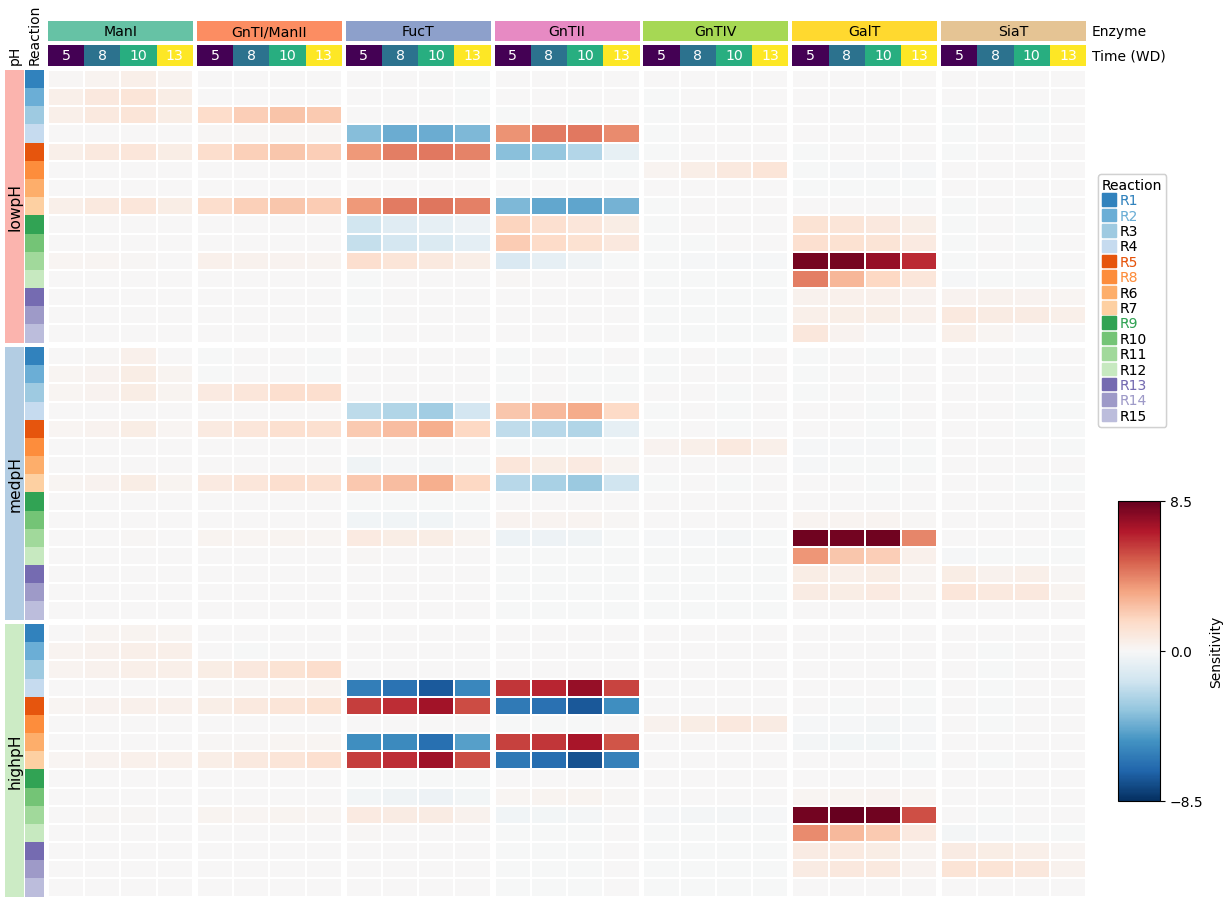 ManI GnTI/ManII FucT GnTII GnTIV GalT SiaT Enzyme
pH
Reaction
5 8 10 13 5 8 10 13 5 8 10 13 5 8 10 13 5 8 10 13 5 8 10 13 5 8 10 13 Time (WD)
lowpH
medpH
highpH
Reaction
R1
R2
R3
R4
R5
R8
R6
R7
R9
R10
R11
R12
R13
R14
R15
8.5
0.0
−8.5
Sensitivity